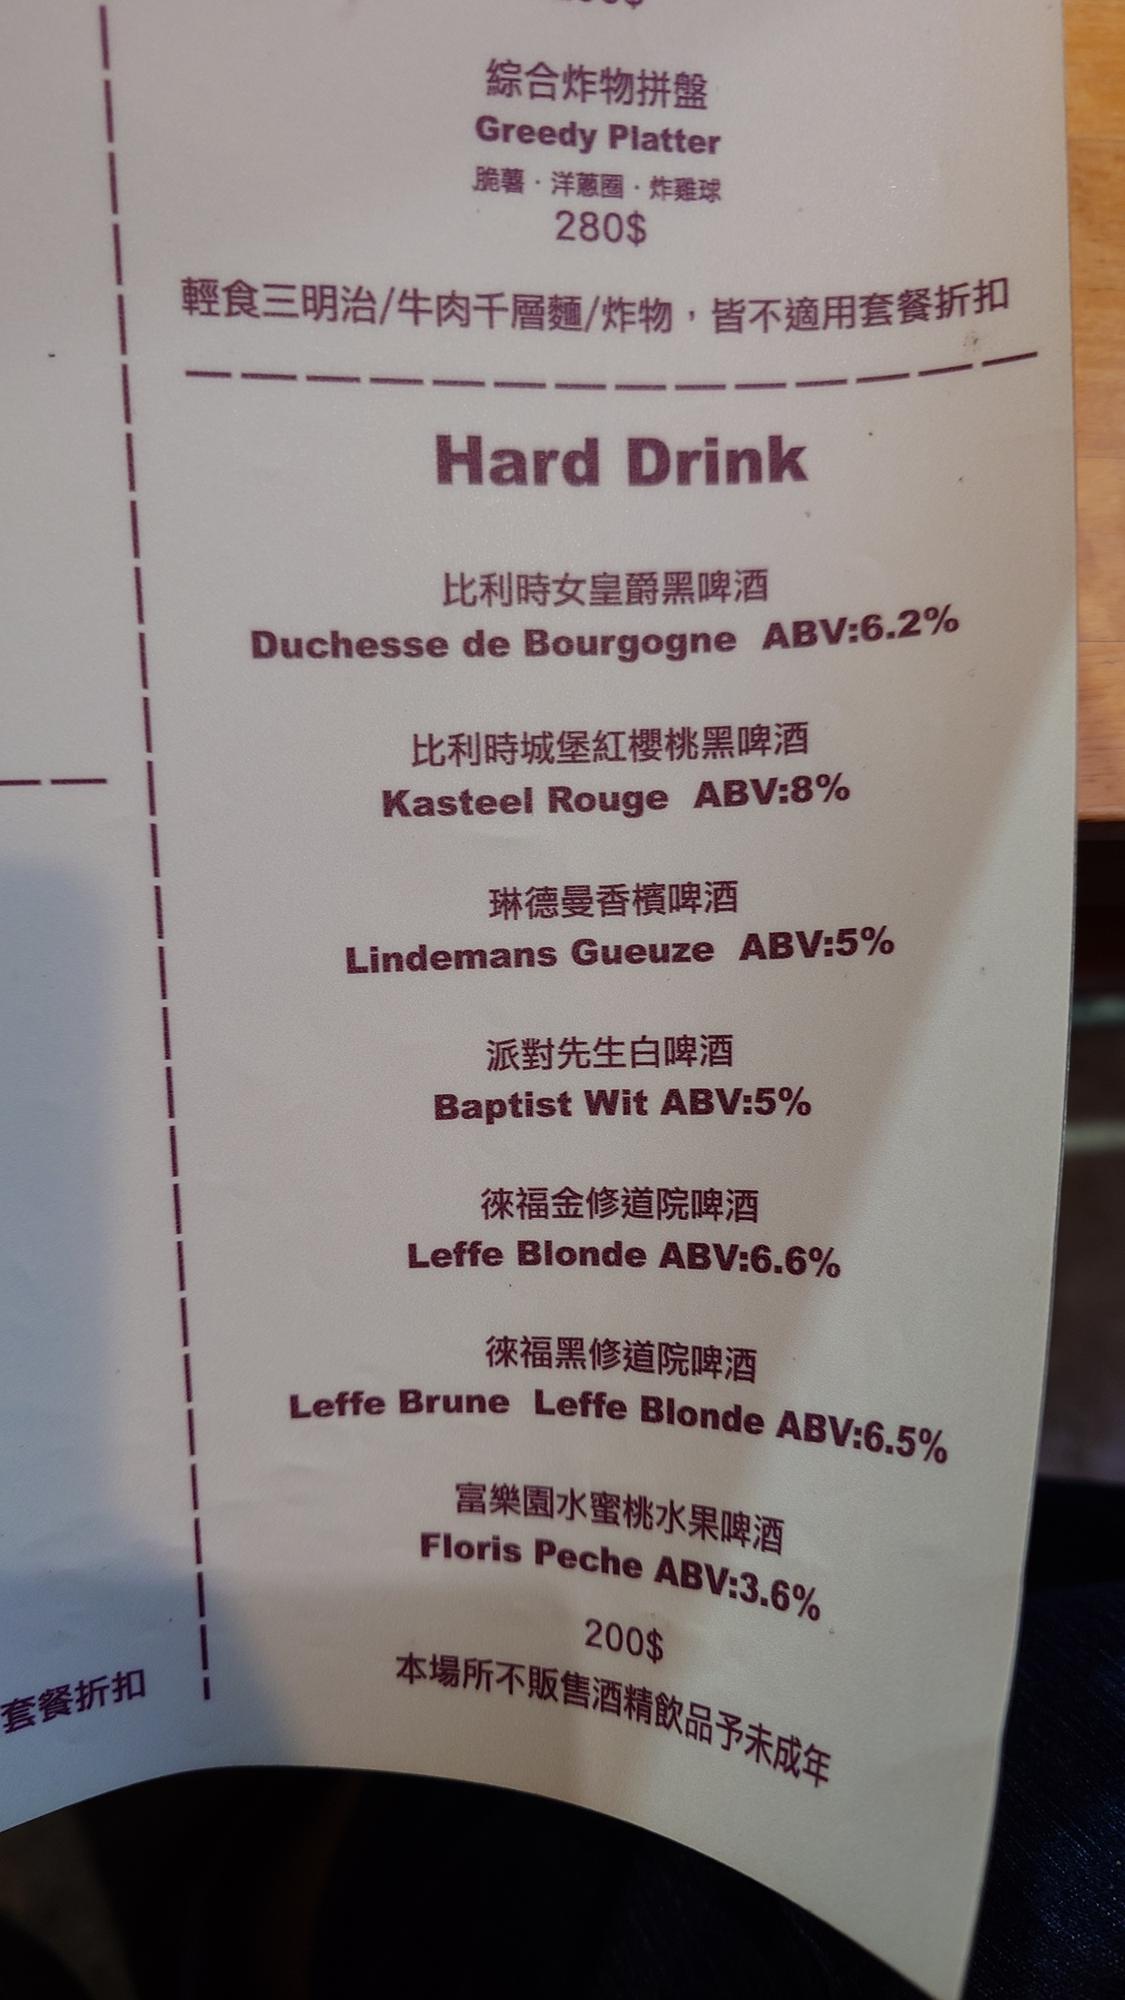 綜合炸物拼盤
Greedy Platter
脆薯·洋蔥圈·炸雞球
280$
輕食三明治/牛肉千層麵/炸物，皆不適用套餐折扣
Hard Drink
比利時女皇爵黑啤酒
Duchesse de Bourgogne ABV:6.2%
比利時城堡紅櫻桃黑啤酒
Kasteel Rouge ABV:8%
琳德曼香檳啤酒
Lindemans Gueuze ABV:5%
派對先生白啤酒
Baptist Wit ABV:5%
徠福金修道院啤酒
Leffe Blonde ABV:6.6%
徠福黑修道院啤酒
Leffe Brune Leffe Blonde ABV:6.5%
富樂園水蜜桃水果啤酒
Floris Peche ABV:3.6%
200$
本場所不販售酒精飲品予未成年
套餐折扣